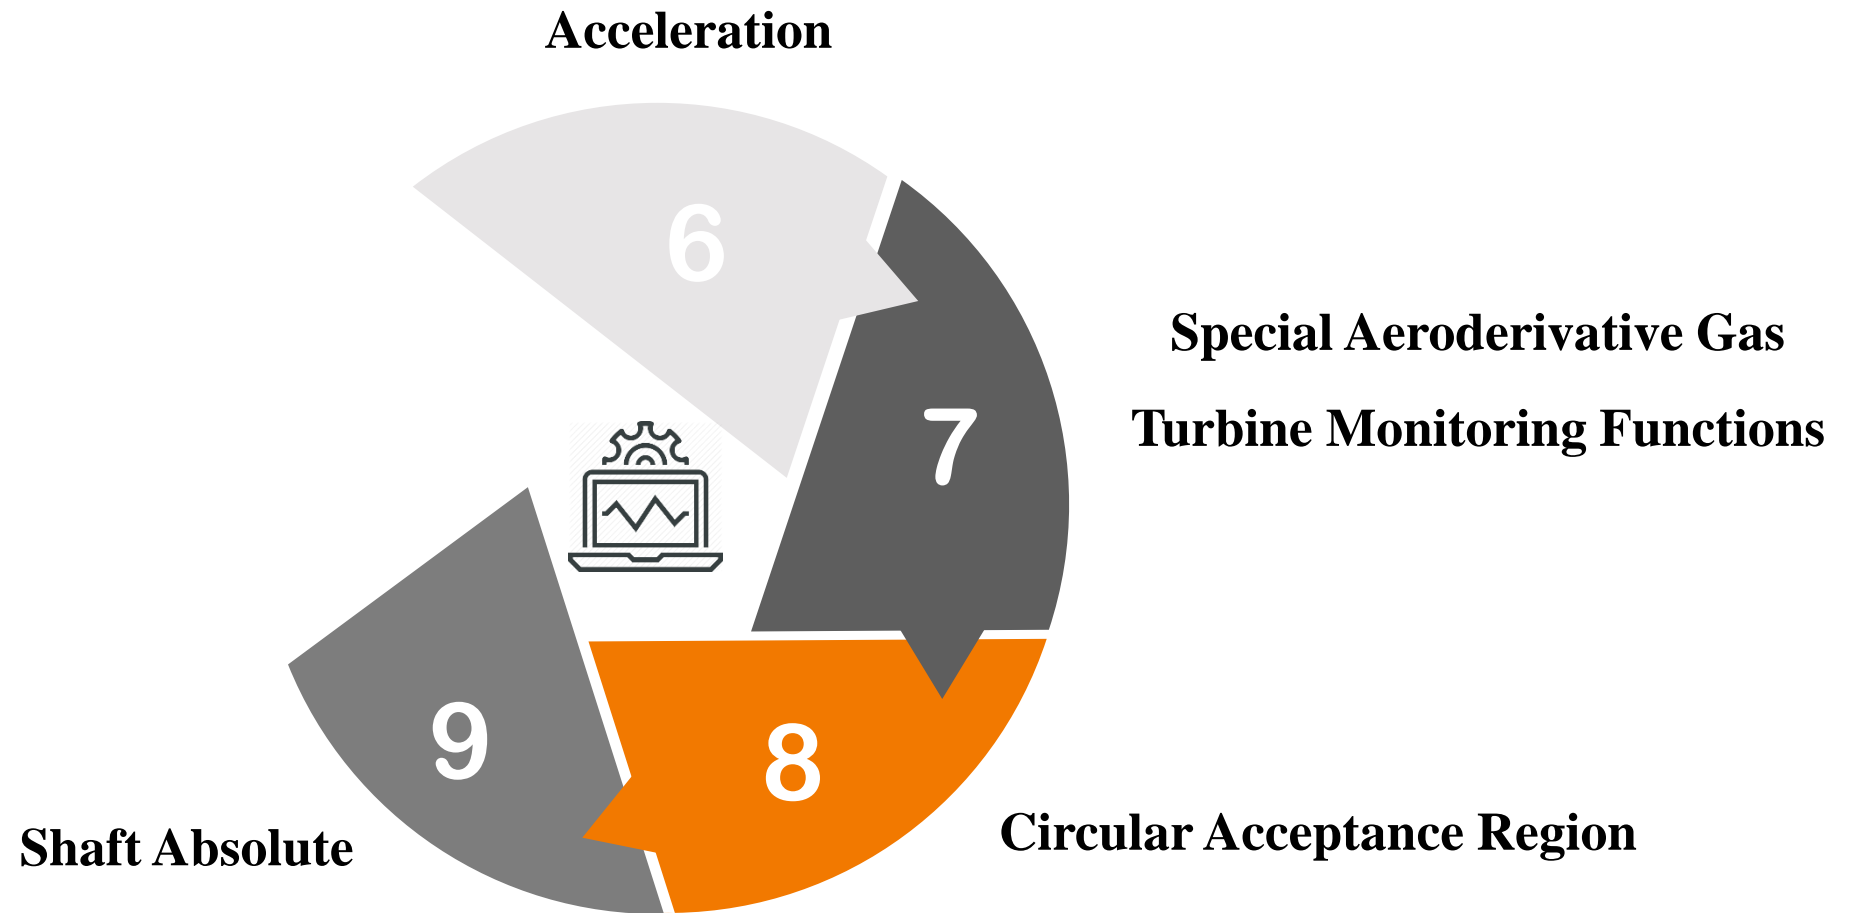 Acceleration
6
Special Aeroderivative Gas
Turbine Monitoring Functions
7
9
8
Circular Acceptance Region
Shaft Absolute